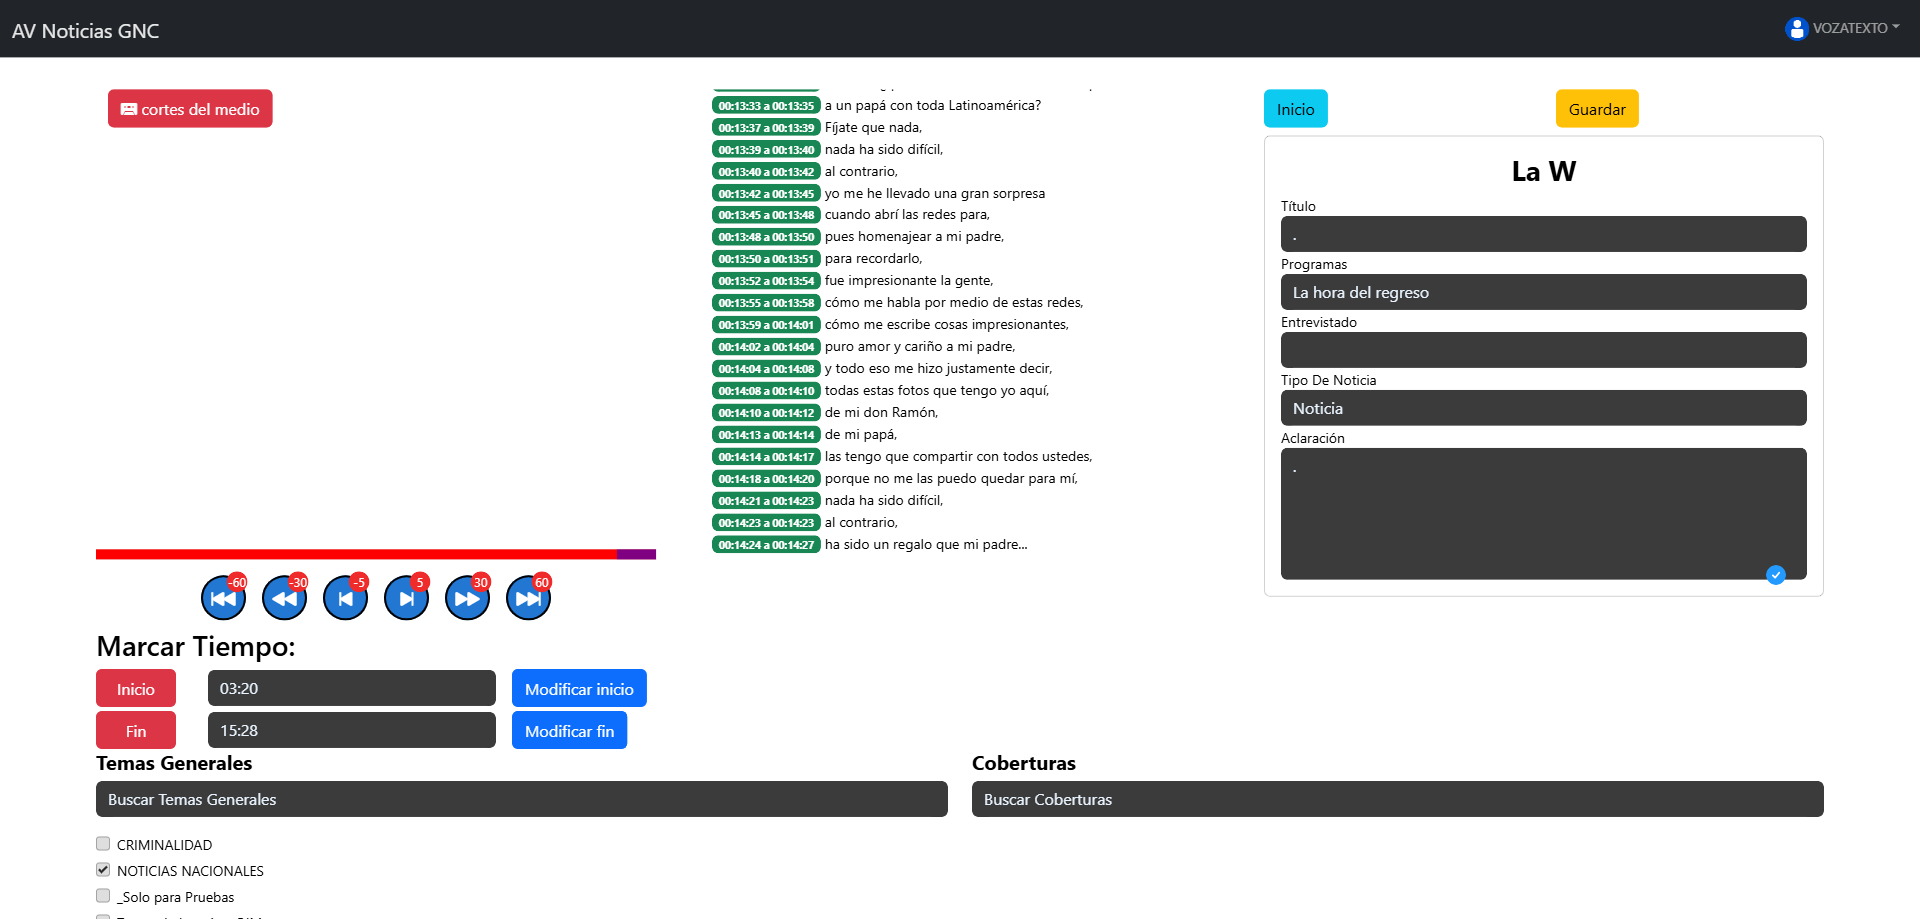 AV Noticias GNC
VOZATEXTO
cortes del medio
00:13:33 a 00:13:35 a un papá con toda Latinoamérica?
00:13:37 a 00:13:39 Fíjate que nada,
00:13:39 a 00:13:40 nada ha sido difícil,
00:13:40 a 00:13:42 al contrario,
00:13:42 a 00:13:45 yo me he llevado una gran sorpresa
00:13:45 a 00:13:48 cuando abrí las redes para,
00:13:48 a 00:13:50 pues homenajear a mi padre,
00:13:50 a 00:13:51 para recordarlo,
00:13:52 a 00:13:54 fue impresionante la gente,
00:13:55 a 00:13:58 cómo me habla por medio de estas redes,
00:13:59 a 00:14:01 cómo me escribe cosas impresionantes,
00:14:02 a 00:14:04 puro amor y cariño a mi padre,
00:14:04 a 00:14:08 y todo eso me hizo justamente decir,
00:14:08 a 00:14:10 todas estas fotos que tengo yo aquí,
00:14:10 a 00:14:12 de mi don Ramón,
00:14:13 a 00:14:14 de mi papá,
00:14:14 a 00:14:17 las tengo que compartir con todos ustedes,
00:14:18 a 00:14:20 porque no me las puedo quedar para mí,
00:14:21 a 00:14:23 nada ha sido difícil,
00:14:23 a 00:14:23 al contrario,
00:14:24 a 00:14:27 ha sido un regalo que mi padre...
Inicio
Guardar
La W
Título
.
Programas
La hora del regreso
Entrevistado
Tipo De Noticia
Noticia
Aclaración
.
-60
-30
-5
5
30
60
Marcar Tiempo:
Inicio
03:20
Modificar inicio
Fin
15:28
Modificar fin
Temas Generales
Buscar Temas Generales
Coberturas
Buscar Coberturas
CRIMINALIDAD
NOTICIAS NACIONALES
_Solo para Pruebas